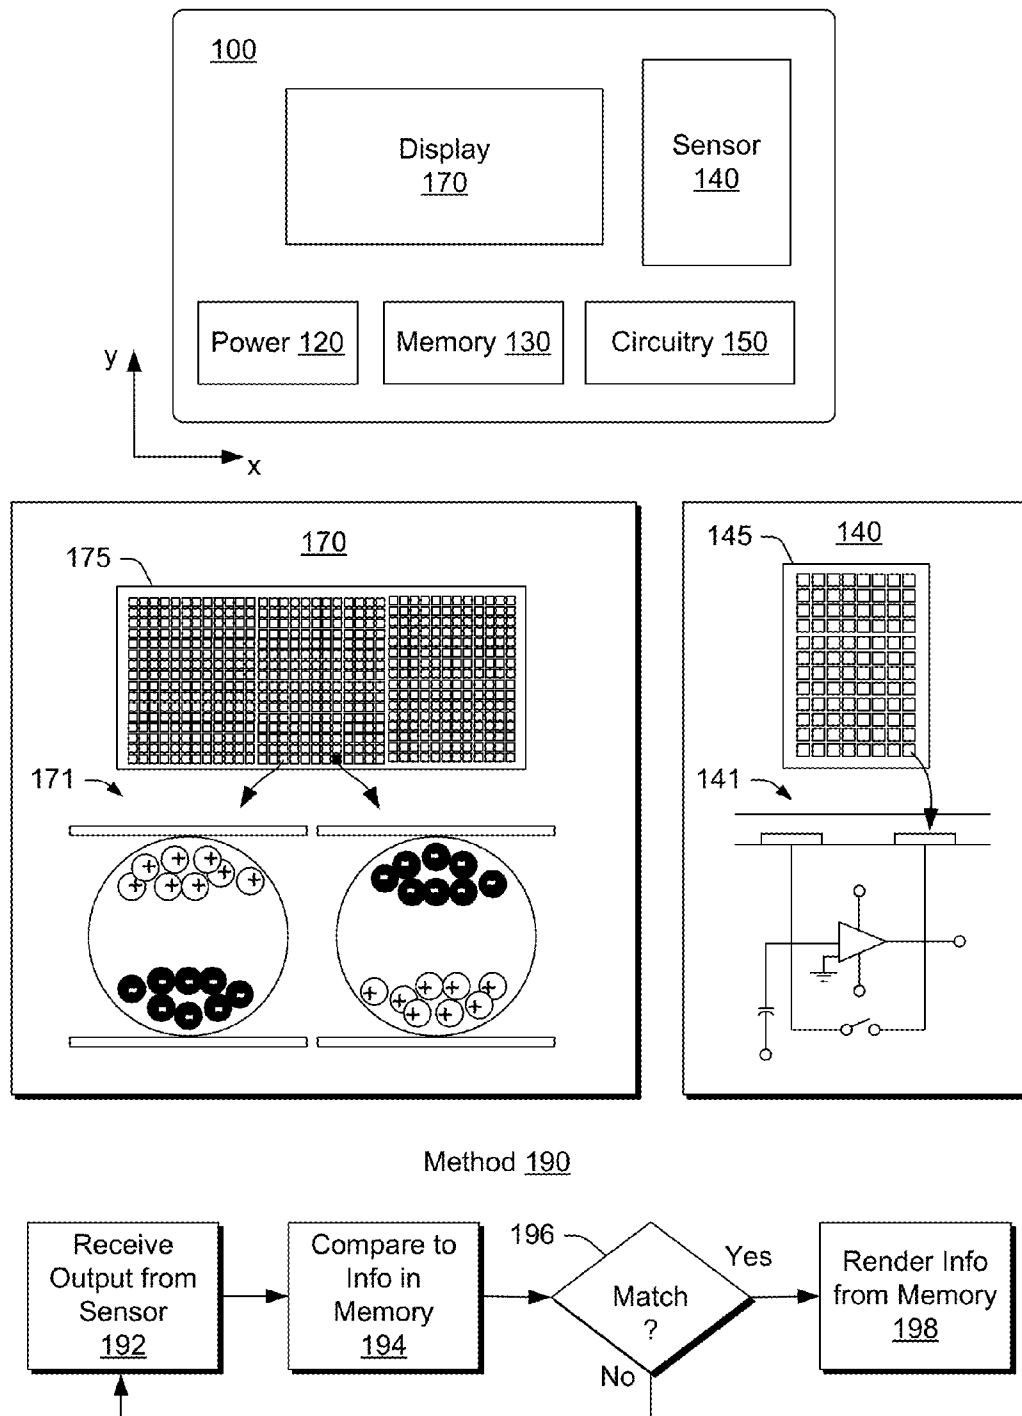 100
Display
170
Sensor
140
Power 120
Memory 130
Circuitry 150
y
x
170
175
171
140
145
141
Method 190
Receive
Output from
Sensor
192
Compare to
Info in
Memory
194
196
Match
?
Yes
No
Render Info
from Memory
198